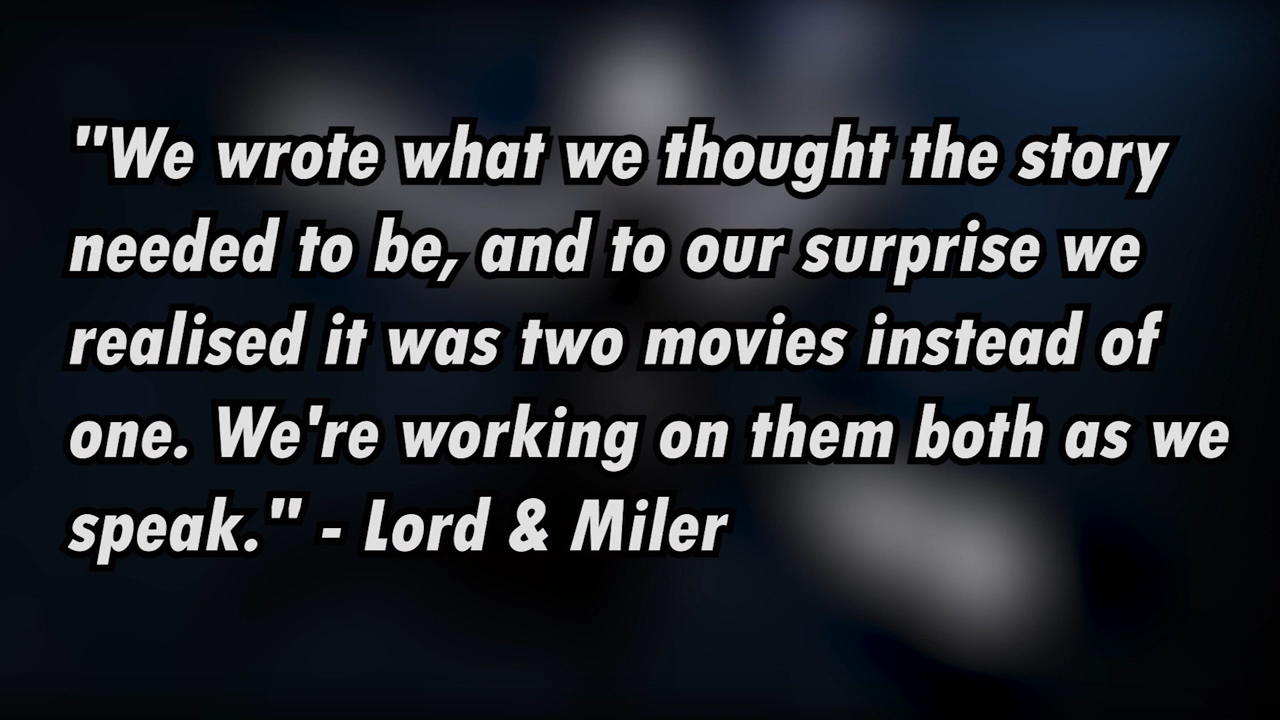 "We wrote what we thought the story
needed to be, and to our surprise we
realised it was two movies instead of
one. We're working on them both as we
speak." - Lord & Miler